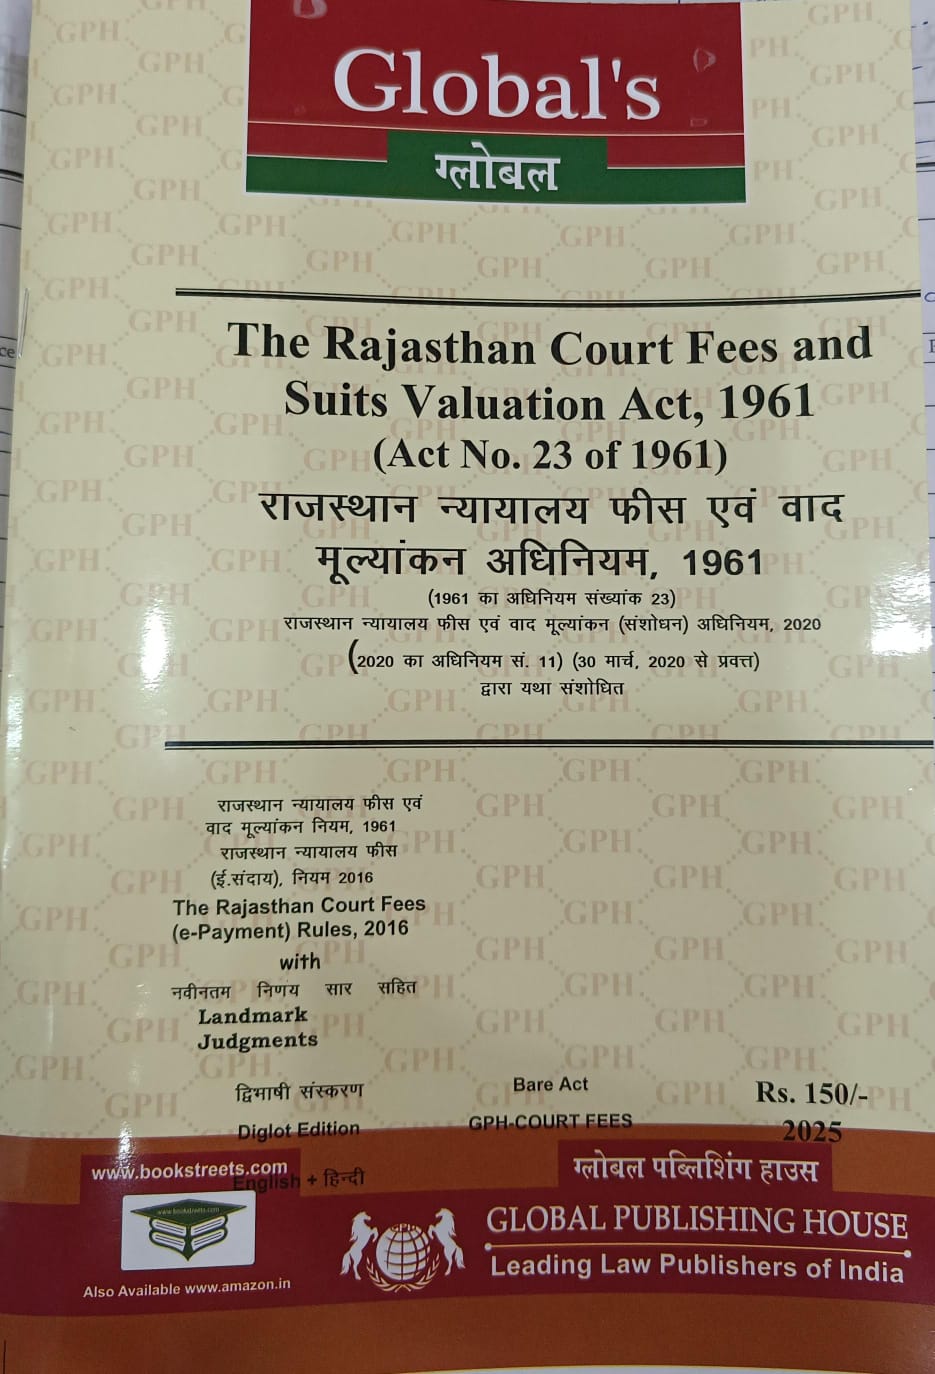 Global's
ग्लोबल
The Rajasthan Court Fees and
Suits Valuation Act, 1961
(Act No. 23 of 1961)
राजस्थान न्यायालय फीस एवं वाद
मूल्यांकन अधिनियम, 1961
(1961 का अधिनियम संख्यांक 23)
राजस्थान न्यायालय फीस एवं वाद मूल्यांकन (संशोधन) अधिनियम, 2020
(2020 का अधिनियम सं. 11) (30 मार्च, 2020 से प्रवत्त)
द्वारा यथा संशोधित
राजस्थान न्यायालय फीस एवं
वाद मूल्यांकन नियम, 1961
राजस्थान न्यायालय फीस
(ई.संदाय), नियम 2016
The Rajasthan Court Fees
(e-Payment) Rules, 2016
with
नवीनतम निणय सार सहित
Landmark
Judgments
द्विभाषी संस्करण
Diglot Edition
English + हिन्दी
Bare Act
GPH-COURT FEES
Rs. 150/-
2025
www.bookstreets.com
www.bookstreets.com
Also Available www.amazon.in
ग्लोबल पब्लिशिंग हाउस
GPH
GLOBAL PUBLISHING HOUSE
Leading Law Publishers of India